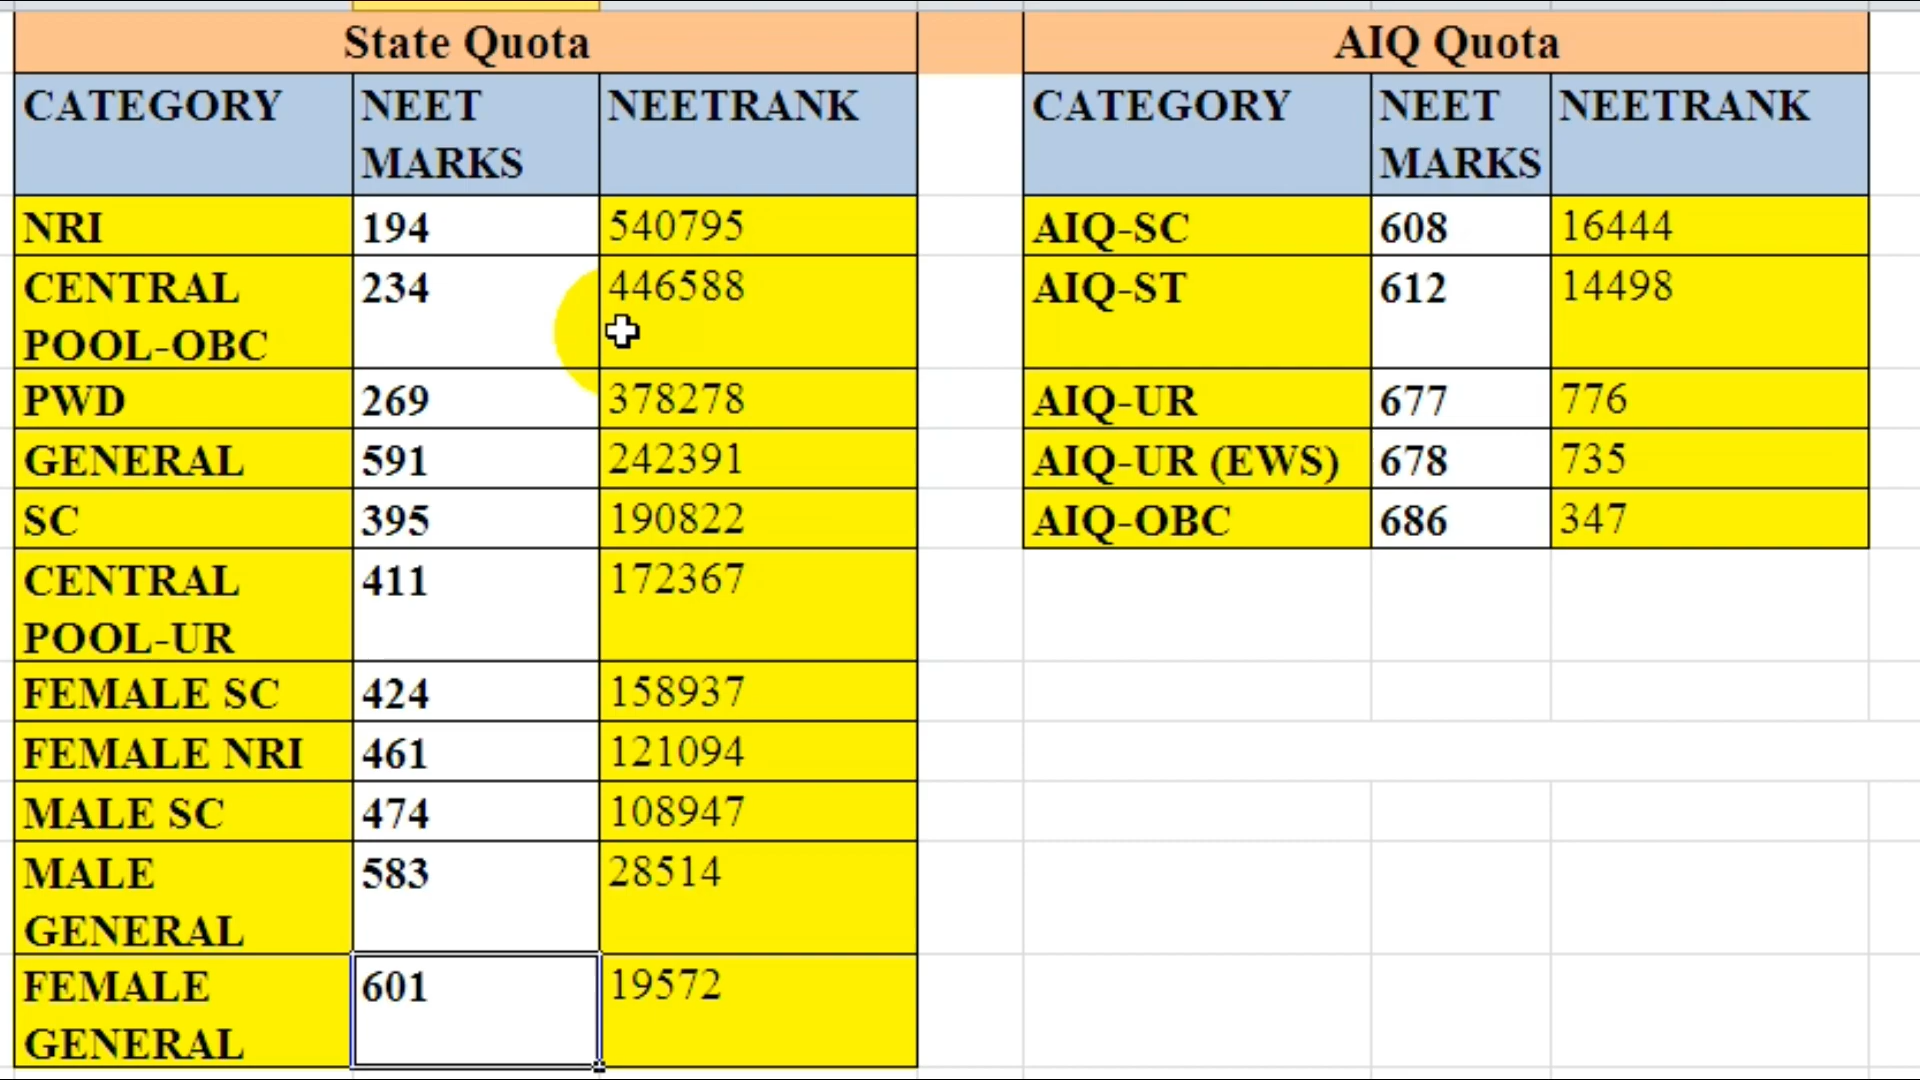 State Quota
CATEGORY NEET MARKS NEETRANK
NRI 194 540795
CENTRAL POOL-OBC 234 446588
PWD 269 378278
GENERAL 591 242391
SC 395 190822
CENTRAL POOL-UR 411 172367
FEMALE SC 424 158937
FEMALE NRI 461 121094
MALE SC 474 108947
MALE GENERAL 583 28514
FEMALE GENERAL 601 19572
AIQ Quota
CATEGORY NEET MARKS NEETRANK
AIQ-SC 608 16444
AIQ-ST 612 14498
AIQ-UR 677 776
AIQ-UR (EWS) 678 735
AIQ-OBC 686 347